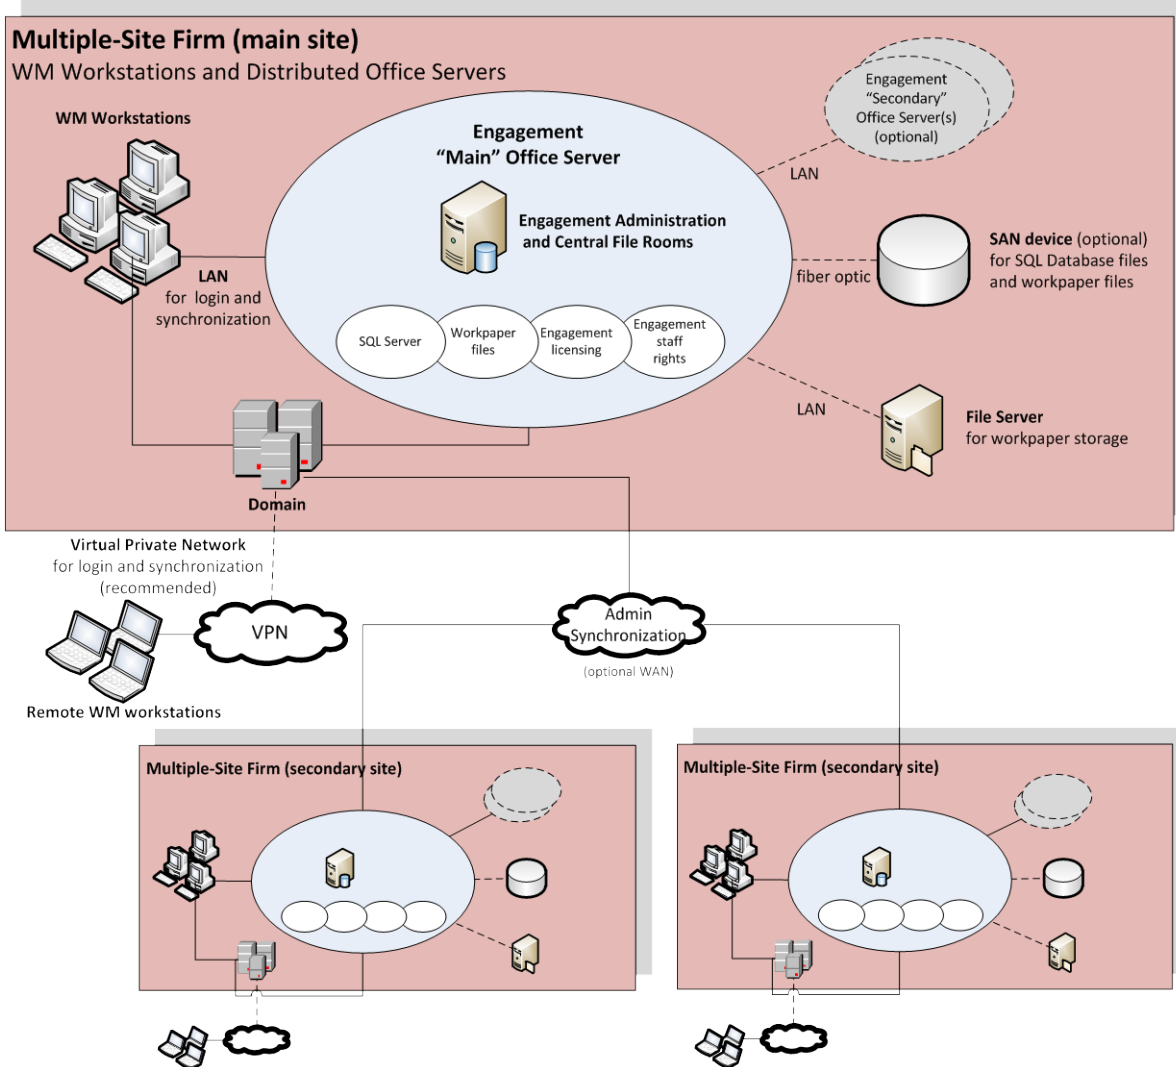 Multiple-Site Firm (main site)
WM Workstations and Distributed Office Servers
WM Workstations
Engagement
“Main” Office Server
Engagement Administration
and Central File Rooms
SQL Server
Workpaper
files
Engagement
licensing
Engagement
staff
rights
LAN
for login and
synchronization
Engagement
“Secondary”
Office Server(s)
(optional)
LAN
SAN device (optional)
for SQL Database files
and workpaper files
fiber optic
LAN
File Server
for workpaper storage
Domain
Virtual Private Network
for login and synchronization
(recommended)
VPN
Remote WM workstations
Admin
Synchronization
(optional WAN)
Multiple-Site Firm (secondary site)
Multiple-Site Firm (secondary site)